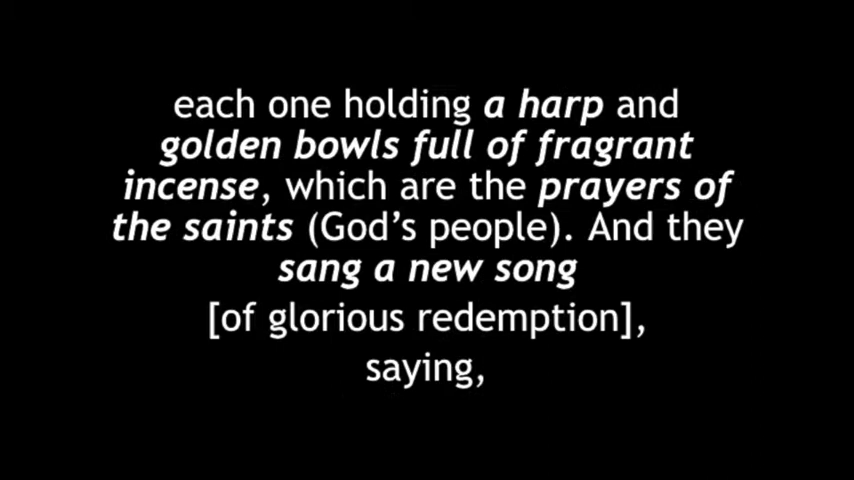 each one holding a harp and
golden bowls full of fragrant
incense, which are the prayers of
the saints (God’s people). And they
sang a new song
[of glorious redemption],
saying,